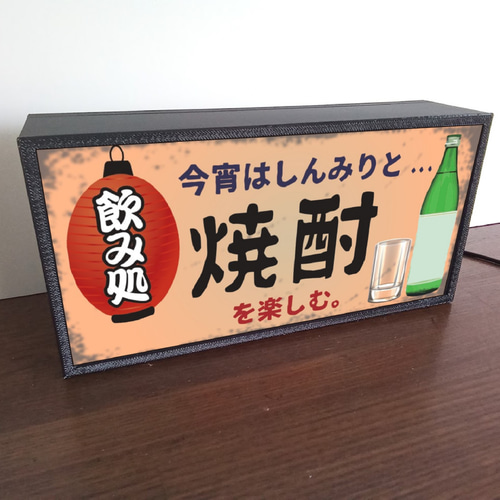 飲み処
今宵はしんみりと…
焼酎
を楽しむ。